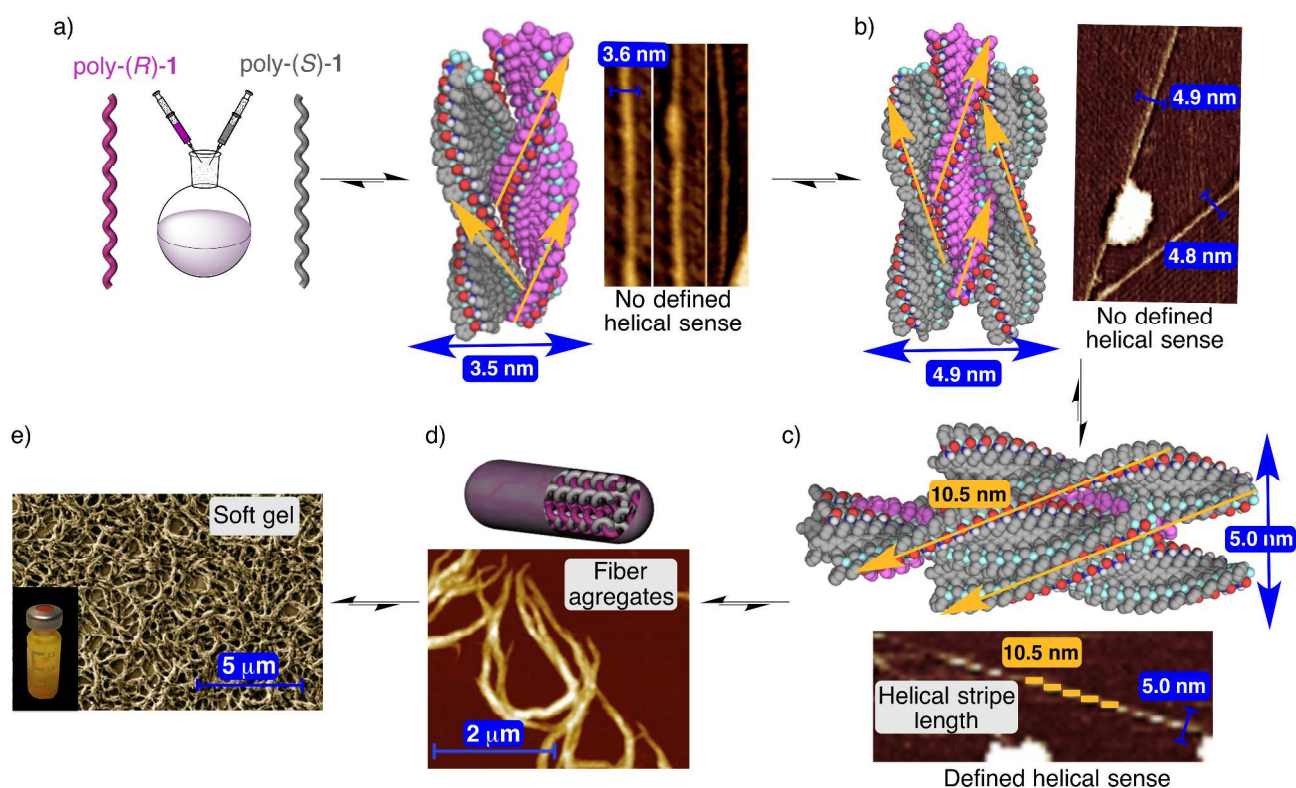 a)
poly-(R)-1
poly-(S)-1
3.6 nm
No defined
helical sense
3.5 nm
b)
4.9 nm
4.8 nm
No defined
helical sense
4.9 nm
c)
10.5 nm
5.0 nm
10.5 nm
Helical stripe
length
5.0 nm
Defined helical sense
d)
Fiber
agregates
2 μm
e)
Soft gel
5 μm